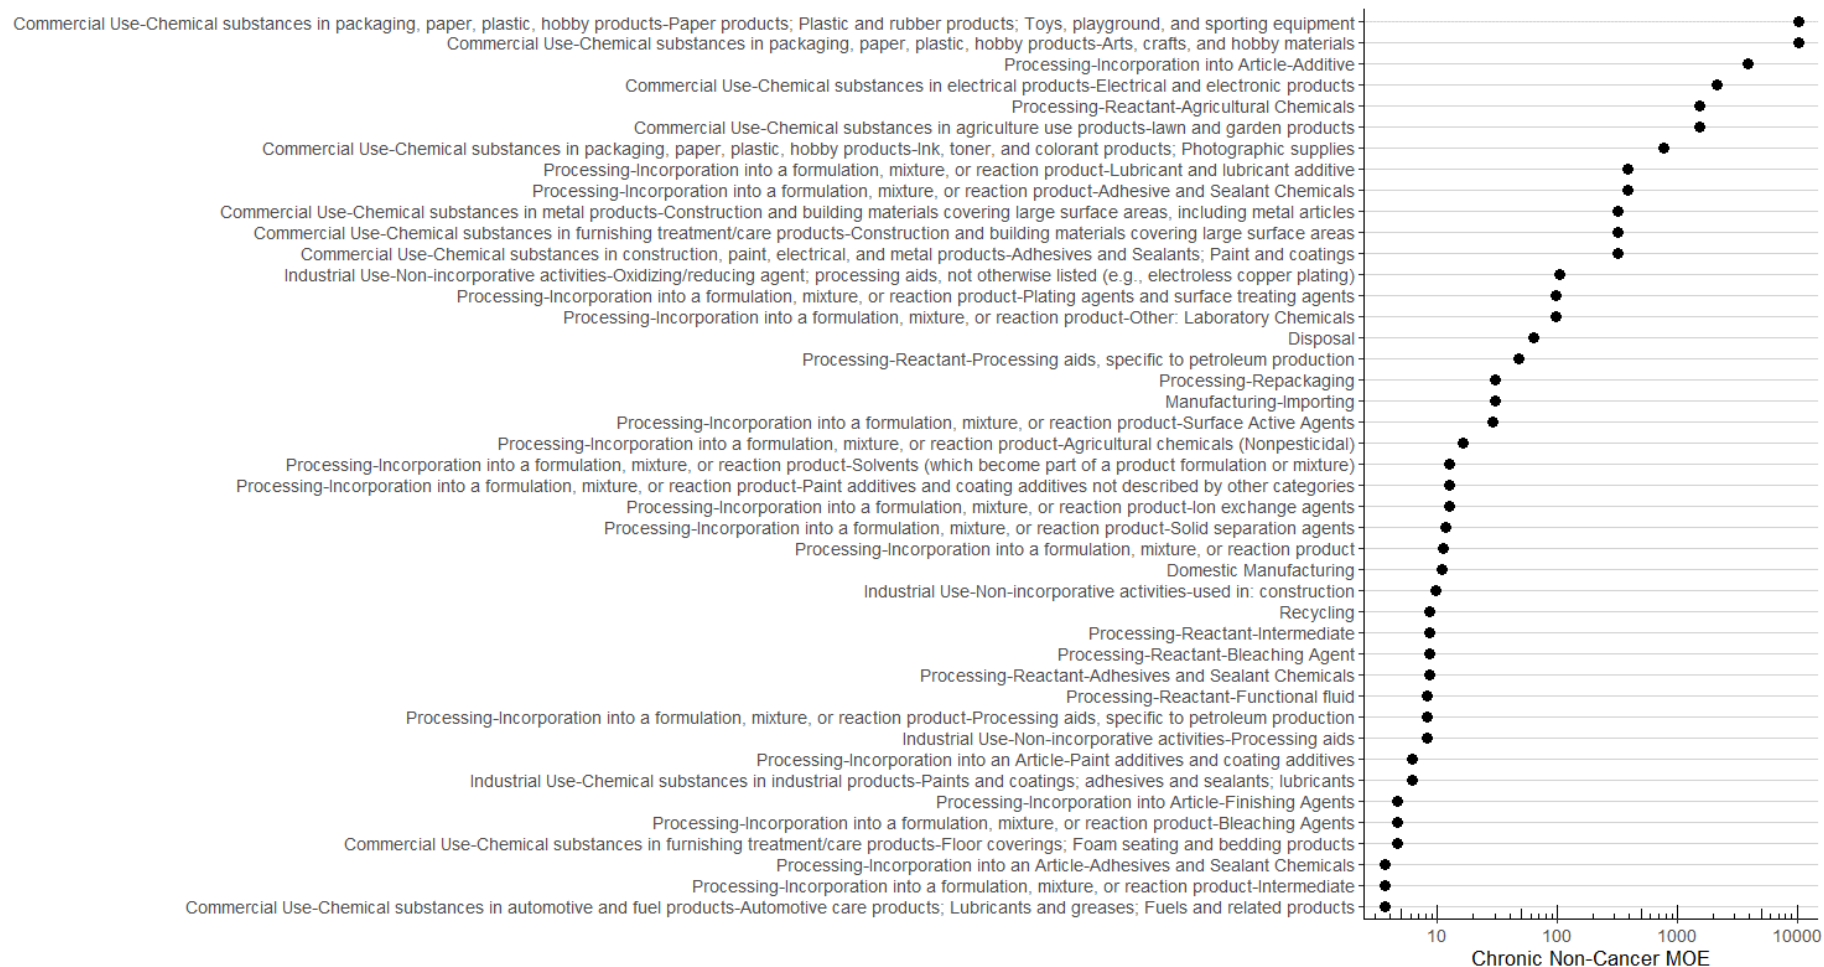 Commercial Use-Chemical substances in packaging, paper, plastic, hobby products-Paper products; Plastic and rubber products; Toys, playground, and sporting equipment
Commercial Use-Chemical substances in packaging, paper, plastic, hobby products-Arts, crafts, and hobby materials
Processing-Incorporation into Article-Additive
Commercial Use-Chemical substances in electrical products-Electrical and electronic products
Processing-Reactant-Agricultural Chemicals
Commercial Use-Chemical substances in agriculture use products-lawn and garden products
Commercial Use-Chemical substances in packaging, paper, plastic, hobby products-Ink, toner, and colorant products; Photographic supplies
Processing-Incorporation into a formulation, mixture, or reaction product-Lubricant and lubricant additive
Processing-Incorporation into a formulation, mixture, or reaction product-Adhesive and Sealant Chemicals
Commercial Use-Chemical substances in metal products-Construction and building materials covering large surface areas, including metal articles
Commercial Use-Chemical substances in furnishing treatment/care products-Construction and building materials covering large surface areas
Commercial Use-Chemical substances in construction, paint, electrical, and metal products-Adhesives and Sealants; Paint and coatings
Industrial Use-Non-incorporative activities-Oxidizing/reducing agent; processing aids, not otherwise listed (e.g., electroless copper plating)
Processing-Incorporation into a formulation, mixture, or reaction product-Plating agents and surface treating agents
Processing-Incorporation into a formulation, mixture, or reaction product-Other: Laboratory Chemicals
Disposal
Processing-Reactant-Processing aids, specific to petroleum production
Processing-Repackaging
Manufacturing-Importing
Processing-Incorporation into a formulation, mixture, or reaction product-Surface Active Agents
Processing-Incorporation into a formulation, mixture, or reaction product-Agricultural chemicals (Nonpesticidal)
Processing-Incorporation into a formulation, mixture, or reaction product-Solvents (which become part of a product formulation or mixture)
Processing-Incorporation into a formulation, mixture, or reaction product-Paint additives and coating additives not described by other categories
Processing-Incorporation into a formulation, mixture, or reaction product-Ion exchange agents
Processing-Incorporation into a formulation, mixture, or reaction product-Solid separation agents
Processing-Incorporation into a formulation, mixture, or reaction product
Domestic Manufacturing
Industrial Use-Non-incorporative activities-used in: construction
Recycling
Processing-Reactant-Intermediate
Processing-Reactant-Bleaching Agent
Processing-Reactant-Adhesives and Sealant Chemicals
Processing-Reactant-Functional fluid
Processing-Incorporation into a formulation, mixture, or reaction product-Processing aids, specific to petroleum production
Industrial Use-Non-incorporative activities-Processing aids
Processing-Incorporation into an Article-Paint additives and coating additives
Industrial Use-Chemical substances in industrial products-Paints and coatings; adhesives and sealants; lubricants
Processing-Incorporation into Article-Finishing Agents
Processing-Incorporation into a formulation, mixture, or reaction product-Bleaching Agents
Commercial Use-Chemical substances in furnishing treatment/care products-Floor coverings; Foam seating and bedding products
Processing-Incorporation into an Article-Adhesives and Sealant Chemicals
Processing-Incorporation into a formulation, mixture, or reaction product-Intermediate
Commercial Use-Chemical substances in automotive and fuel products-Automotive care products; Lubricants and greases; Fuels and related products
10 100 1000 10000
Chronic Non-Cancer MOE